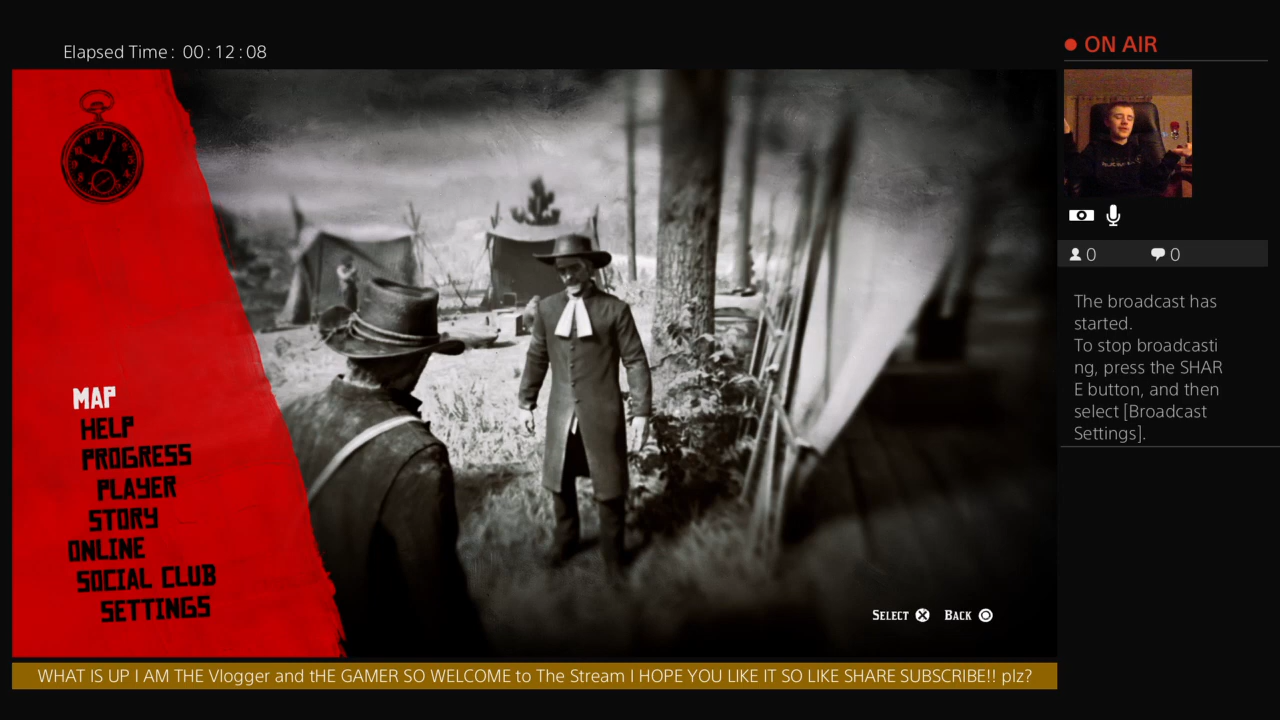 Elapsed Time: 00:12:08
ON AIR
0 0
The broadcast has
started.
To stop broadcasti
ng, press the SHAR
E button, and then
select [Broadcast
Settings].
MAP
HELP
PROGRESS
PLAYER
STORY
ONLINE
SOCIAL CLUB
SETTINGS
SELECT BACK
WHAT IS UP I AM THE Vlogger and tHE GAMER SO WELCOME to The Stream I HOPE YOU LIKE IT SO LIKE SHARE SUBSCRIBE!! plz?